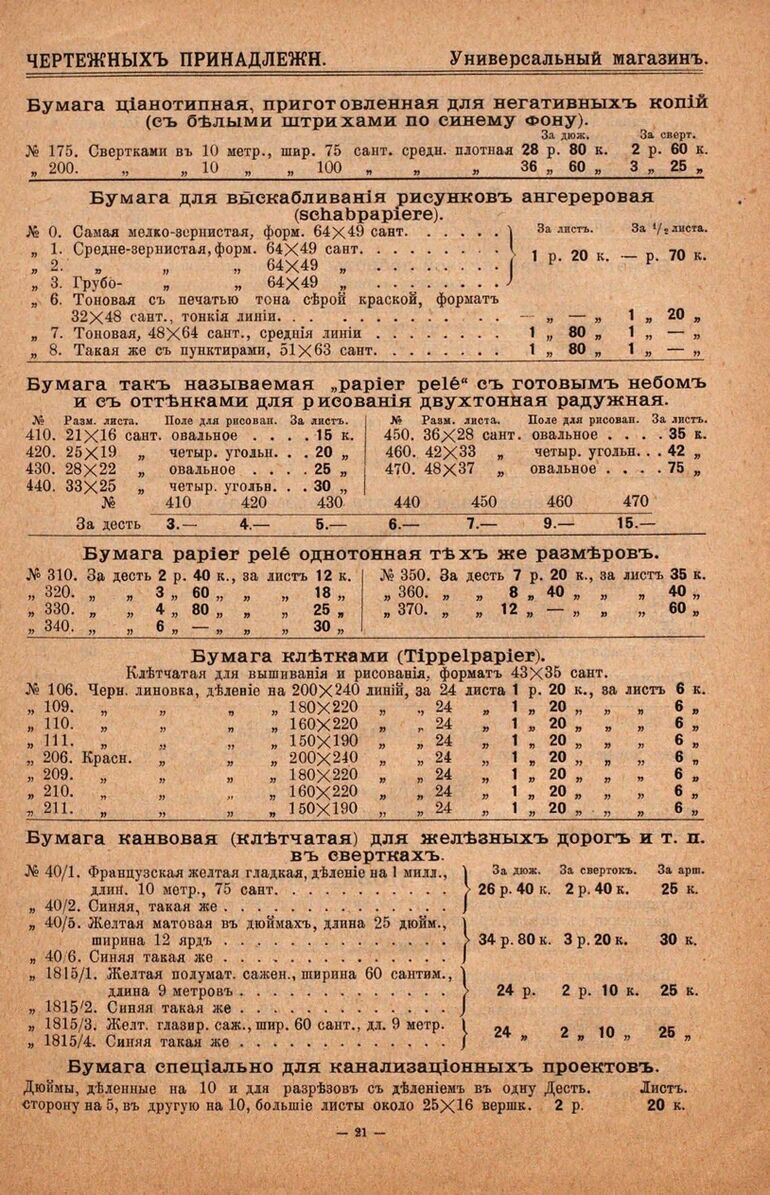 ЧЕРТЕЖНЫХЪ ПРИНАДЛЕЖН. Универсальный магазинъ.
Бумага ціанотипная, приготовленная для негативныхъ копій
(съ бѣлыми штрихами по синему фону).
За дюж. За сверт.
№ 175. Свертками въ 10 метр., шир. 75 сант. средн. плотная 28 р. 80 к. 2 р. 60 к.
„ 200. „ „ 10 „ „ 100 „ „ „ 36 „ 60 „ 3 „ 25 „
Бумага для выскабливанія рисунковъ ангереровая
(schabpapiere).
№ 0. Самая мелко-зернистая, форм. 64×49 сант. . . . . . За листъ. За 1/2 листа.
„ 1. Средне-зернистая, форм. 64×49 сант. . . . . . . . 1 р. 20 к. — р. 70 к.
„ 2. „ „ „ 64×49 „ . . . . . . . .
„ 3. Грубо- „ „ 64×49 „ . . . . . . . .
„ 6. Тоновая съ печатью тона сѣрой краской, форматъ
32×48 сант., тонкія линіи. . . . . . . . . . . . . — „ — „ 1 „ 20 „
„ 7. Тоновая, 48×64 сант., среднія линіи . . . . . . . . 1 „ 80 „ 1 „ — „
„ 8. Такая же съ пунктирами, 51×63 сант. . . . . . . . 1 „ 80 „ 1 „ — „
Бумага такъ называемая „papier pelé“ съ готовымъ небомъ
и съ оттѣнками для рисованія двухтонная радужная.
№ Разм. листа. Поле для рисован. За листъ. № Разм. листа. Поле для рисован. За листъ.
410. 21×16 сант. овальное . . . . 15 к. 450. 36×28 сант. овальное . . . . 35 к.
420. 25×19 „ четыр. угольн. . . 20 „ 460. 42×33 „ четыр. угольн. . . 42 „
430. 28×22 „ овальное . . . . 25 „ 470. 48×37 „ овальное . . . . 75 „
440. 33×25 „ четыр. угольн. . . 30 „
№ 410 420 430 440 450 460 470
За десть 3.— 4.— 5.— 6.— 7.— 9.— 15.—
Бумага papier pelé однотонная тѣхъ же размѣровъ.
№ 310. За десть 2 р. 40 к., за листъ 12 к. № 350. За десть 7 р. 20 к., за листъ 35 к.
„ 320. „ „ 3 „ 60 „ „ „ 18 „ „ 360. „ „ 8 „ 40 „ „ „ 40 „
„ 330. „ „ 4 „ 80 „ „ „ 25 „ „ 370. „ „ 12 „ — „ „ „ 60 „
„ 340. „ „ 6 „ — „ „ „ 30 „
Бумага клѣтками (Tippelpapier).
Клѣтчатая для вышиванія и рисованія, форматъ 43×35 сант.
№ 106. Черн. линовка, дѣленіе на 200×240 линій, за 24 листа 1 р. 20 к., за листъ 6 к.
„ 109. „ „ „ „ 180×220 „ „ 24 „ 1 „ 20 „ „ „ 6 „
„ 110. „ „ „ „ 160×220 „ „ 24 „ 1 „ 20 „ „ „ 6 „
„ 111. „ „ „ „ 150×190 „ „ 24 „ 1 „ 20 „ „ „ 6 „
„ 206. Красн. „ „ „ 200×240 „ „ 24 „ 1 „ 20 „ „ „ 6 „
„ 209. „ „ „ „ 180×220 „ „ 24 „ 1 „ 20 „ „ „ 6 „
„ 210. „ „ „ „ 160×220 „ „ 24 „ 1 „ 20 „ „ „ 6 „
„ 211. „ „ „ „ 150×190 „ „ 24 „ 1 „ 20 „ „ „ 6 „
Бумага канвовая (клѣтчатая) для желѣзныхъ дорогъ и т. п.
въ сверткахъ.
№ 40/1. Французская желтая гладкая, дѣленіе на 1 милл., За дюж. За свертокъ. За арш.
длин. 10 метр., 75 сант. . . . . . . . . . . 26 р. 40 к. 2 р. 40 к. 25 к.
„ 40/2. Синяя, такая же . . . . . . . . . . . . . .
„ 40/5. Желтая матовая въ дюймахъ, длина 25 дюйм.,
ширина 12 ярдъ . . . . . . . . . . . . . . 34 р. 80 к. 3 р. 20 к. 30 к.
„ 40/6. Синяя такая же . . . . . . . . . . . . . .
„ 1815/1. Желтая полумат. сажен., ширина 60 сантим.,
длина 9 метровъ . . . . . . . . . . . . . 24 р. 2 р. 10 к. 25 к.
„ 1815/2. Синяя такая же . . . . . . . . . . . . .
„ 1815/3. Желт. глазир. саж., шир. 60 сант., дл. 9 метр. 24 „ 2 „ 10 „ 25 „
„ 1815/4. Синяя такая же . . . . . . . . . . . . .
Бумага спеціально для канализаціонныхъ проектовъ.
Дюймы, дѣленные на 10 и для разрѣзовъ съ дѣленіемъ въ одну Десть. Листъ.
сторону на 5, въ другую на 10, большіе листы около 25×16 вершк. 2 р. 20 к.
— 21 —